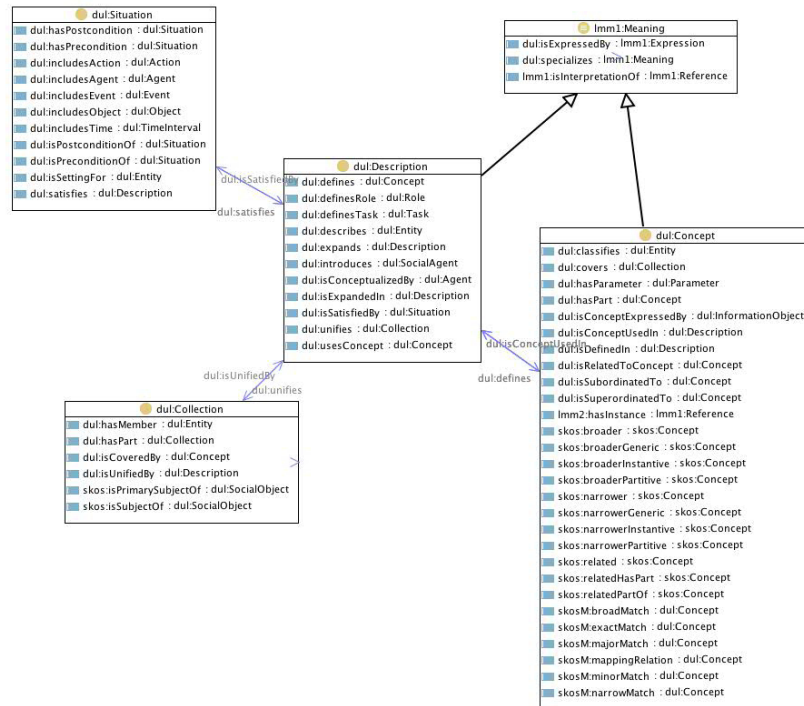 dul:Situation
dul:hasPostcondition : dul:Situation
dul:hasPrecondition : dul:Situation
dul:includesAction : dul:Action
dul:includesAgent : dul:Agent
dul:includesEvent : dul:Event
dul:includesObject : dul:Object
dul:includesTime : dul:TimeInterval
dul:isPostconditionOf : dul:Situation
dul:isPreconditionOf : dul:Situation
dul:isSettingFor : dul:Entity
dul:satisfies : dul:Description
lmm1:Meaning
dul:isExpressedBy : lmm1:Expression
dul:specializes : lmm1:Meaning
lmm1:isInterpretationOf : lmm1:Reference
dul:isSatisfiedBy
dul:satisfies
dul:Description
dul:defines : dul:Concept
dul:definesRole : dul:Role
dul:definesTask : dul:Task
dul:describes : dul:Entity
dul:expands : dul:Description
dul:introduces : dul:SocialAgent
dul:isConceptualizedBy : dul:Agent
dul:isExpandedIn : dul:Description
dul:isSatisfiedBy : dul:Situation
dul:unifies : dul:Collection
dul:usesConcept : dul:Concept
dul:isConceptUsedIn
dul:defines
dul:isUnifiedBy
dul:unifies
dul:Collection
dul:hasMember : dul:Entity
dul:hasPart : dul:Collection
dul:isCoveredBy : dul:Concept
dul:isUnifiedBy : dul:Description
skos:isPrimarySubjectOf : dul:SocialObject
skos:isSubjectOf : dul:SocialObject
dul:Concept
dul:classifies : dul:Entity
dul:covers : dul:Collection
dul:hasParameter : dul:Parameter
dul:hasPart : dul:Concept
dul:isConceptExpressedBy : dul:InformationObject
dul:isConceptUsedIn : dul:Description
dul:isDefinedIn : dul:Description
dul:isRelatedToConcept : dul:Concept
dul:isSubordinatedTo : dul:Concept
dul:isSuperordinatedTo : dul:Concept
lmm2:hasInstance : lmm1:Reference
skos:broader : skos:Concept
skos:broaderGeneric : skos:Concept
skos:broaderInstantive : skos:Concept
skos:broaderPartitive : skos:Concept
skos:narrower : skos:Concept
skos:narrowerGeneric : skos:Concept
skos:narrowerInstantive : skos:Concept
skos:narrowerPartitive : skos:Concept
skos:related : skos:Concept
skos:relatedHasPart : skos:Concept
skos:relatedPartOf : skos:Concept
skosM:broadMatch : dul:Concept
skosM:exactMatch : dul:Concept
skosM:majorMatch : dul:Concept
skosM:mappingRelation : dul:Concept
skosM:minorMatch : dul:Concept
skosM:narrowMatch : dul:Concept